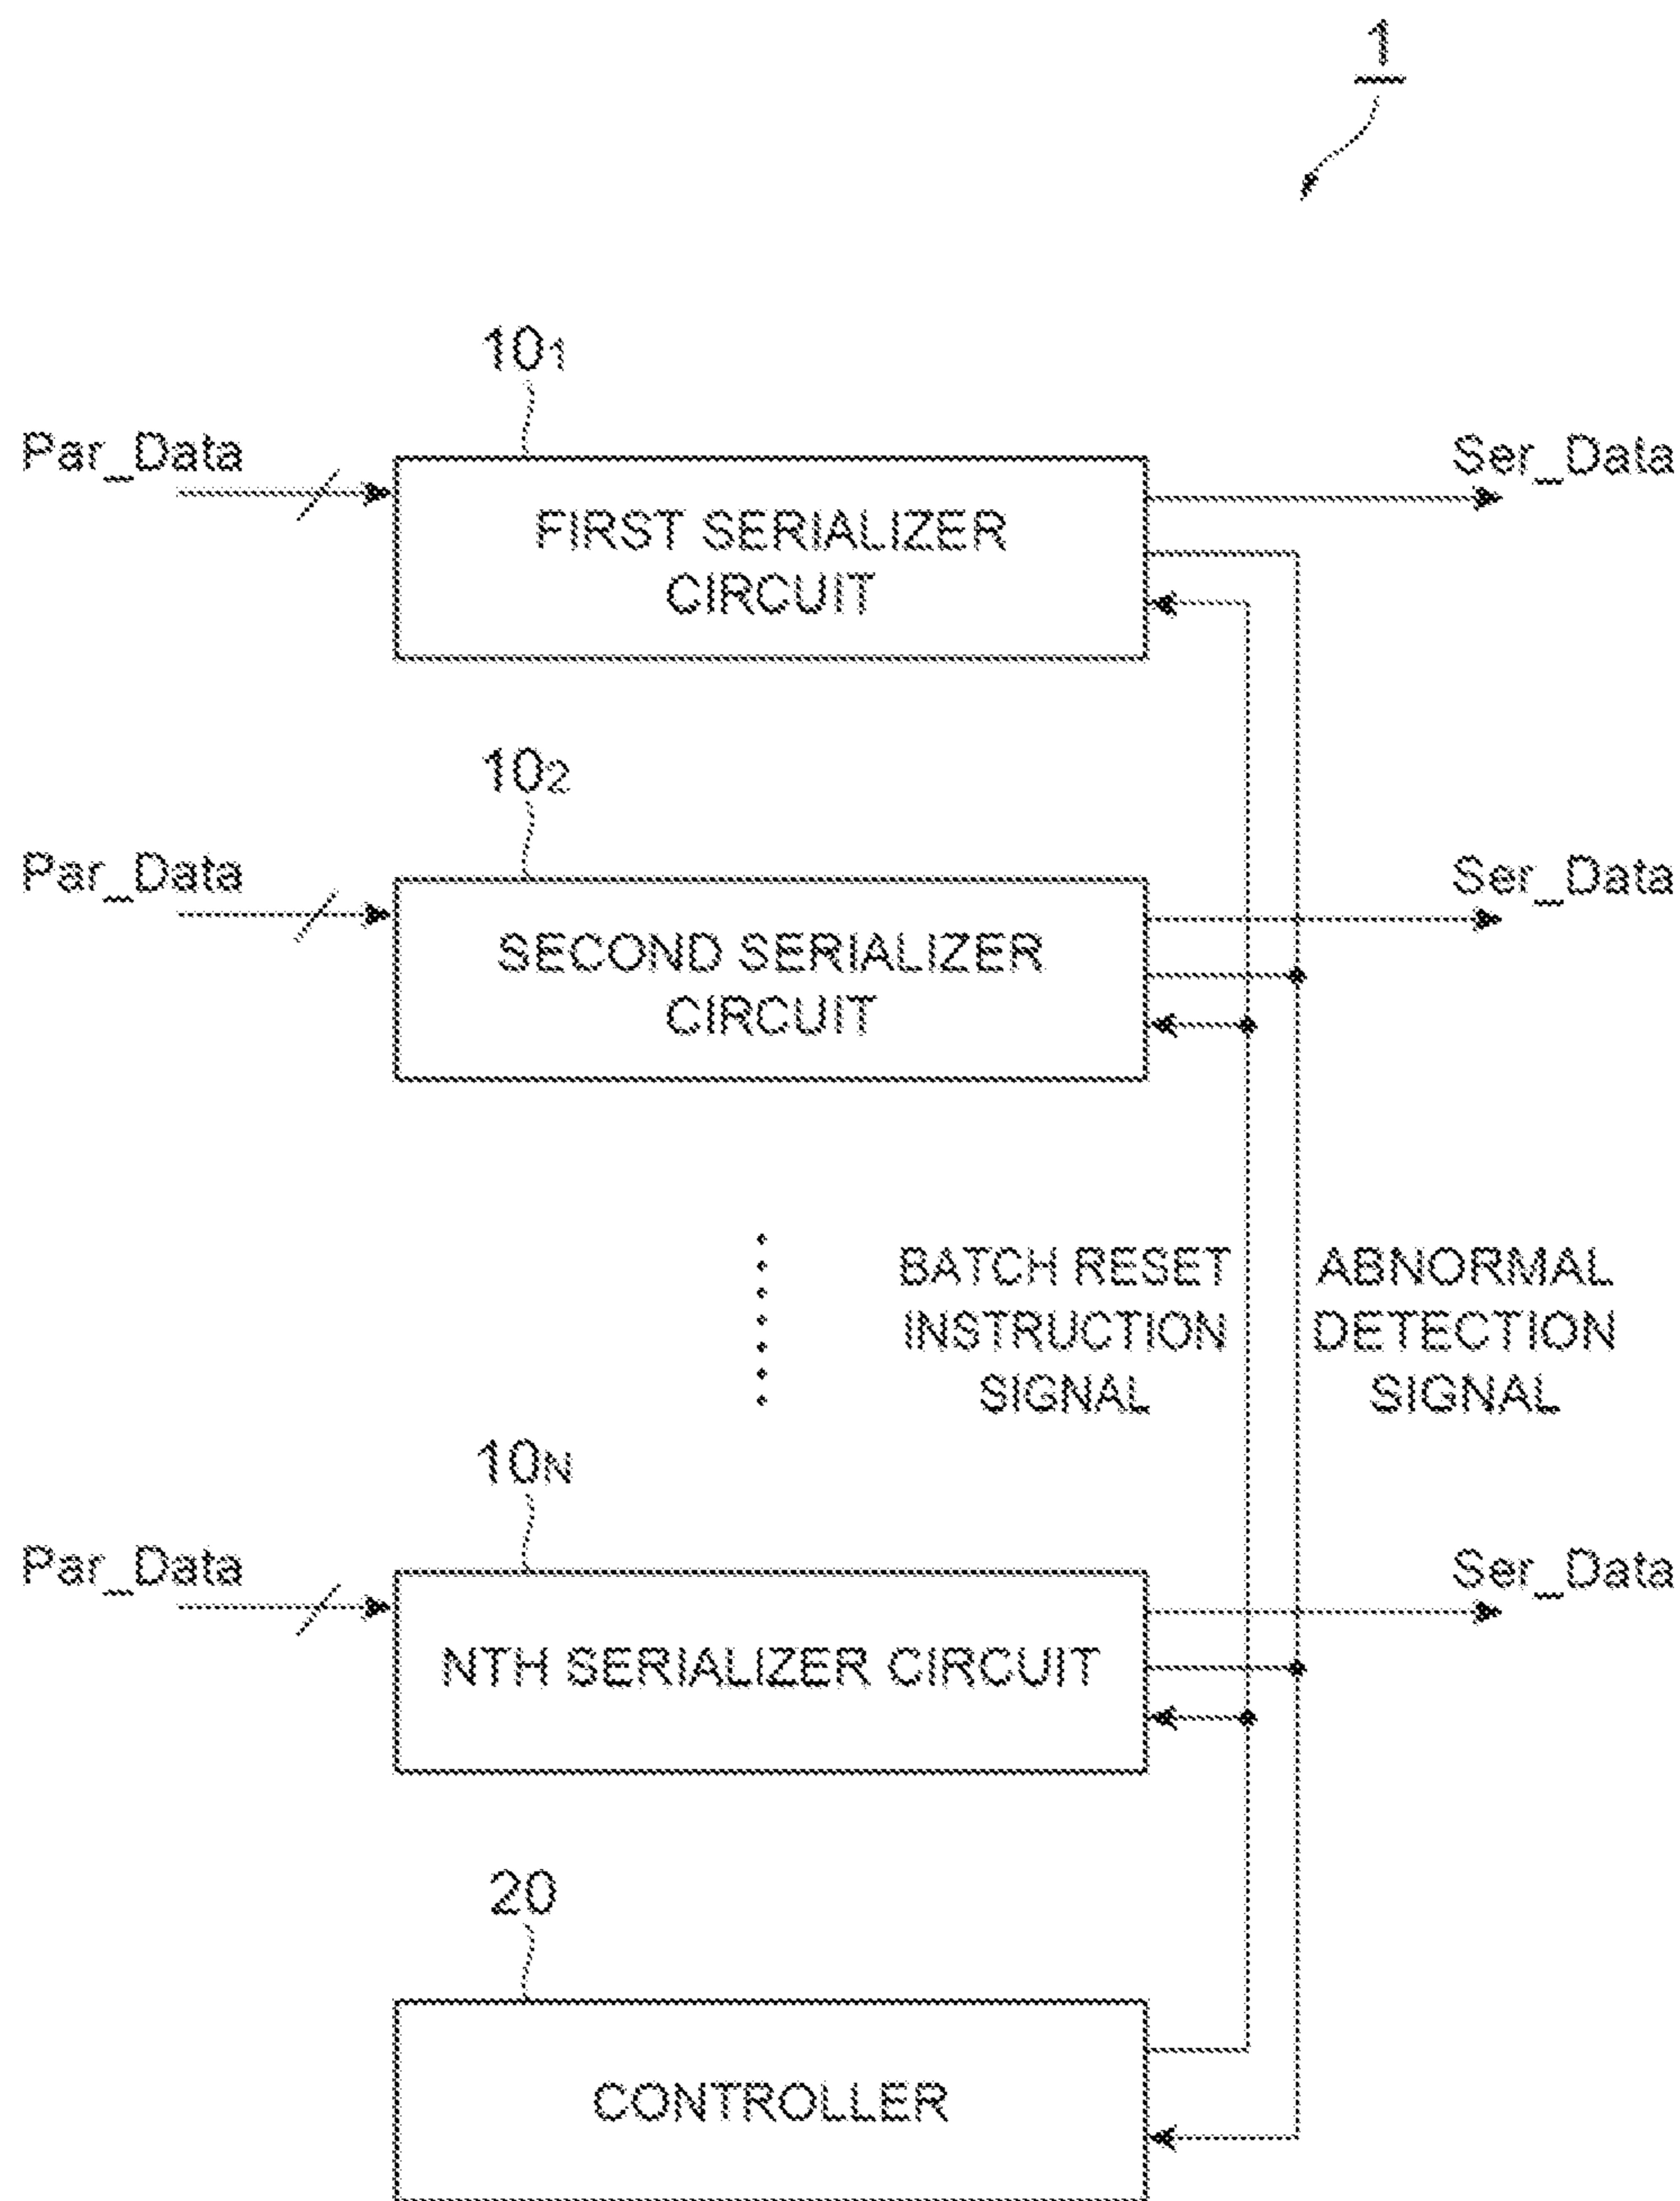 1
10₁
Par_Data
Ser_Data
FIRST SERIALIZER
CIRCUIT
10₂
Par_Data
Ser_Data
SECOND SERIALIZER
CIRCUIT
BATCH RESET
INSTRUCTION
SIGNAL
ABNORMAL
DETECTION
SIGNAL
10N
Par_Data
Ser_Data
NTH SERIALIZER CIRCUIT
20
CONTROLLER